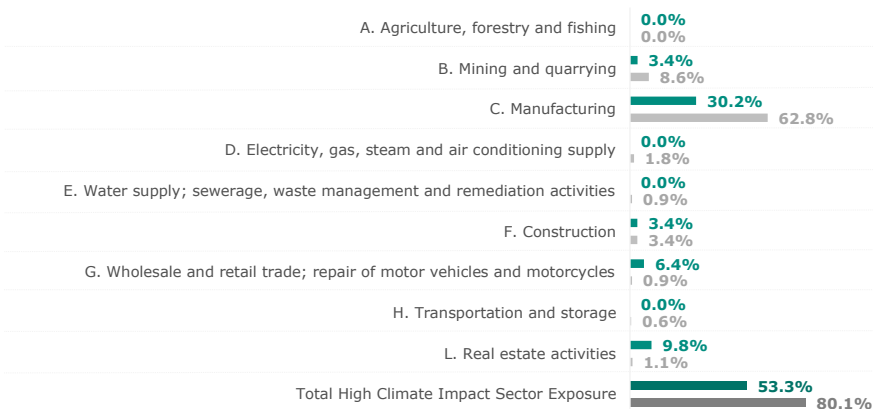 A. Agriculture, forestry and fishing
0.0%
0.0%
B. Mining and quarrying
3.4%
8.6%
C. Manufacturing
30.2%
62.8%
D. Electricity, gas, steam and air conditioning supply
0.0%
1.8%
E. Water supply; sewerage, waste management and remediation activities
0.0%
0.9%
F. Construction
3.4%
3.4%
G. Wholesale and retail trade; repair of motor vehicles and motorcycles
6.4%
0.9%
H. Transportation and storage
0.0%
0.6%
L. Real estate activities
9.8%
1.1%
Total High Climate Impact Sector Exposure
53.3%
80.1%